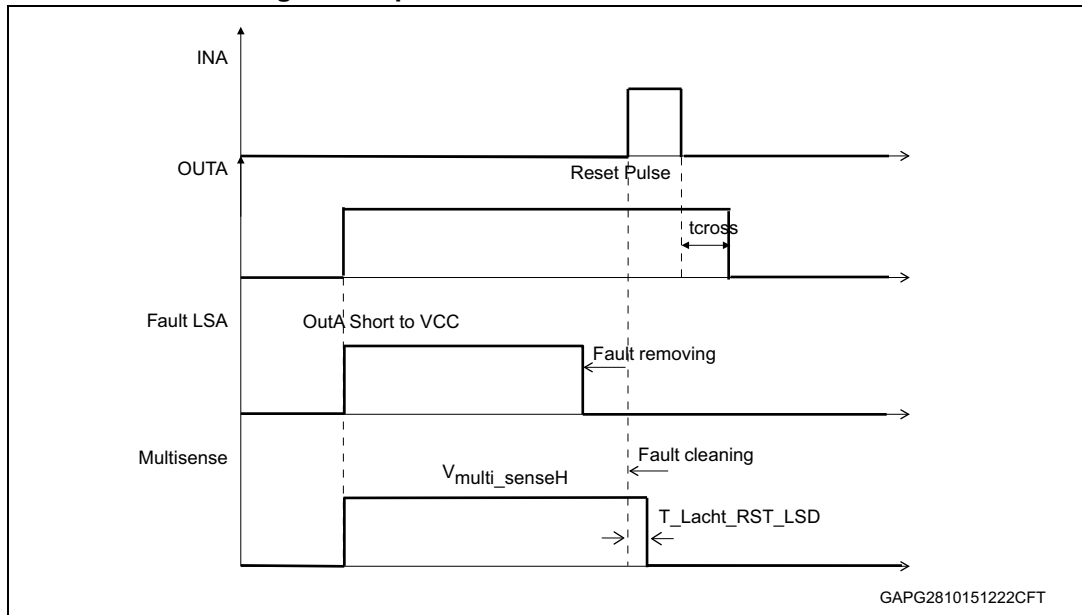 INA
Reset Pulse
OUTA
tcross
Fault LSA
OutA Short to VCC
Fault removing
Multisense
Fault cleaning
Vmulti_senseH
T_Lacht_RST_LSD
GAPG2810151222CFT